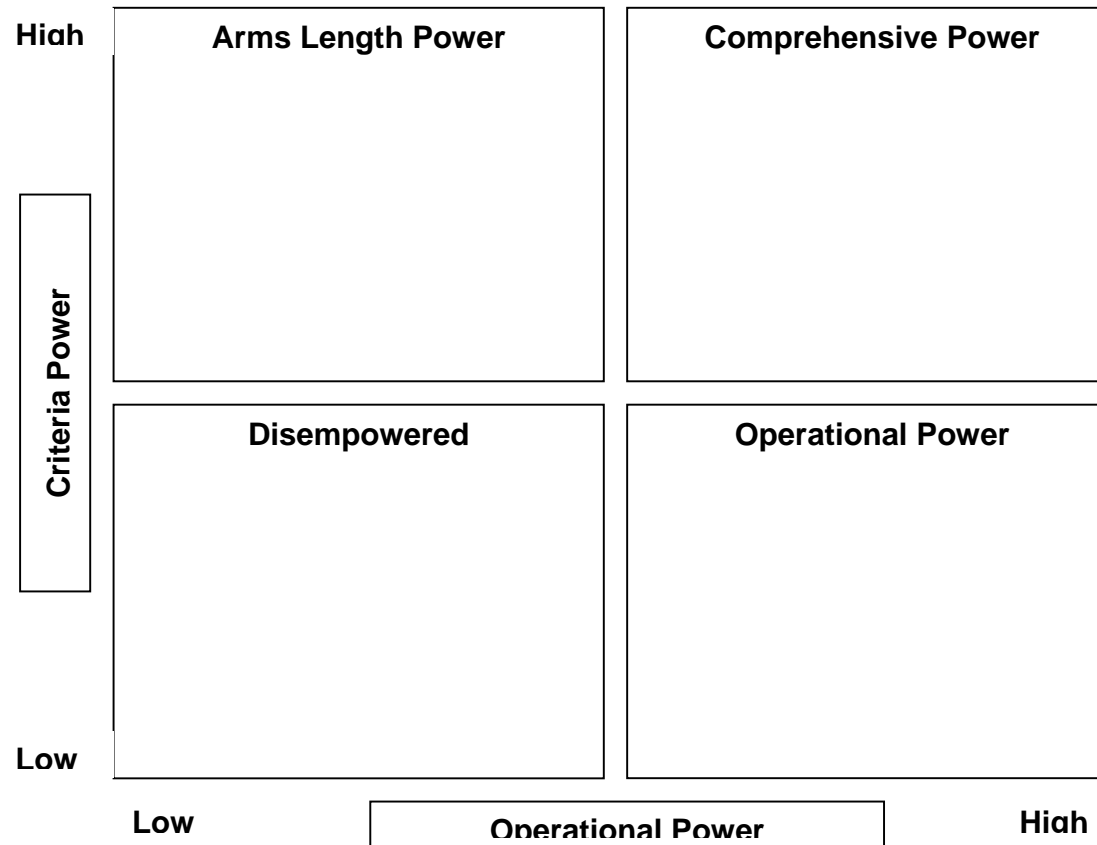 High
Arms Length Power
Comprehensive Power
Criteria Power
Disempowered
Operational Power
Low
Low
Operational Power
High